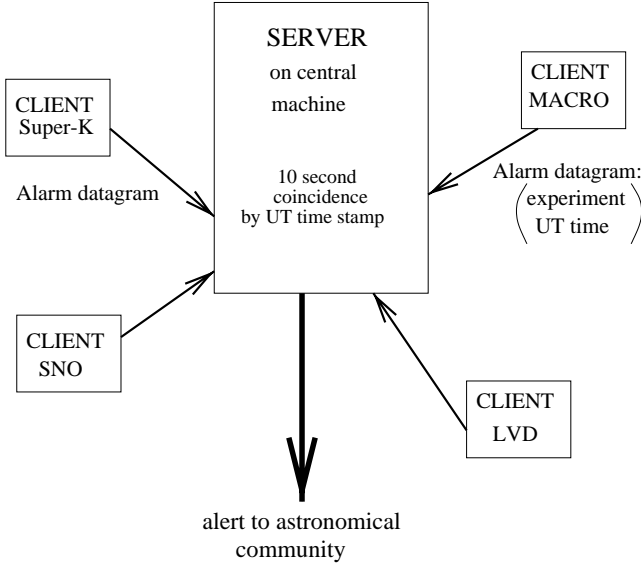 SERVER
on central
machine
10 second
coincidence
by UT time stamp
CLIENT
Super-K
Alarm datagram
CLIENT
MACRO
Alarm datagram:
experiment
UT time
CLIENT
SNO
CLIENT
LVD
alert to astronomical
community